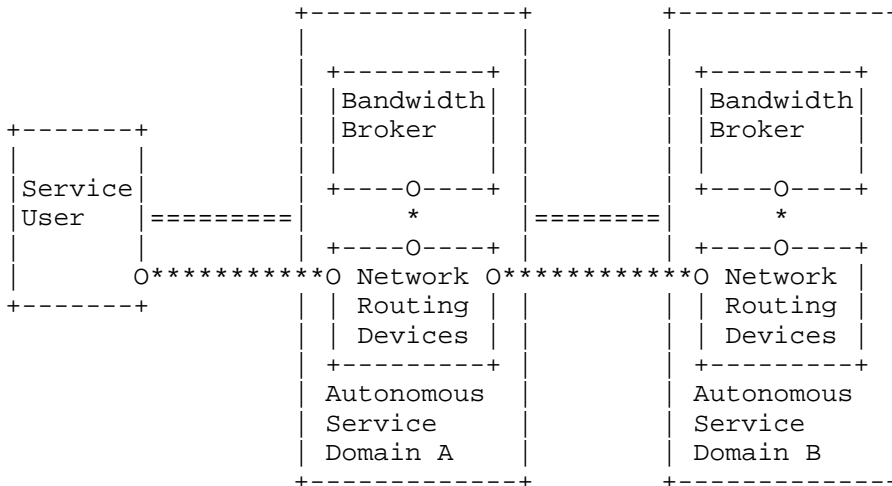 Bandwidth
Broker
Bandwidth
Broker
Service
User
Network
Routing
Devices
Network
Routing
Devices
Autonomous
Service
Domain A
Autonomous
Service
Domain B